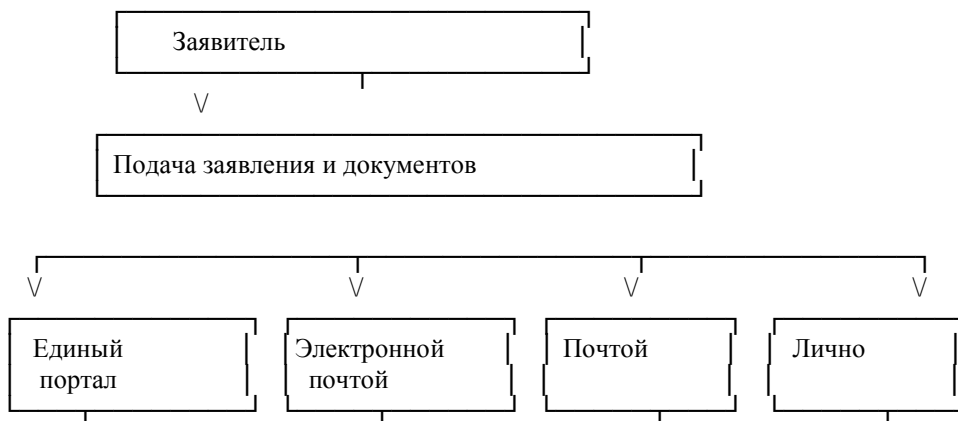 Заявитель
Подача заявления и документов
Единый
портал
Электронной
почтой
Почтой
Лично